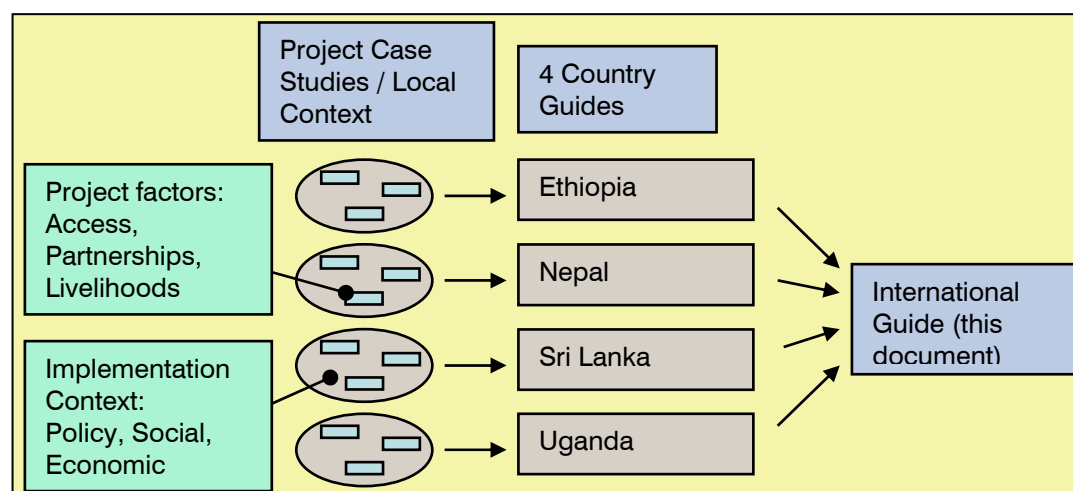 Project Case
Studies / Local
Context
4 Country
Guides
Project factors:
Access,
Partnerships,
Livelihoods
Implementation
Context:
Policy, Social,
Economic
Ethiopia
Nepal
Sri Lanka
Uganda
International
Guide (this
document)